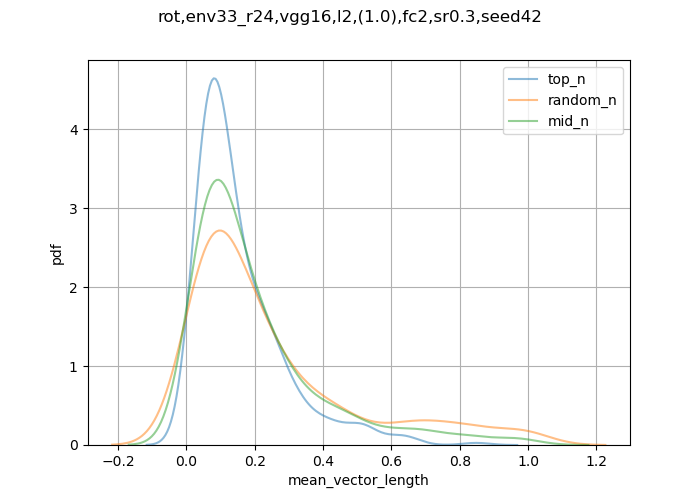 rot,env33_r24,vgg16,l2,(1.0),fc2,sr0.3,seed42
top_n
random_n
mid_n
pdf
4
3
2
1
0
−0.2 0.0 0.2 0.4 0.6 0.8 1.0 1.2
mean_vector_length